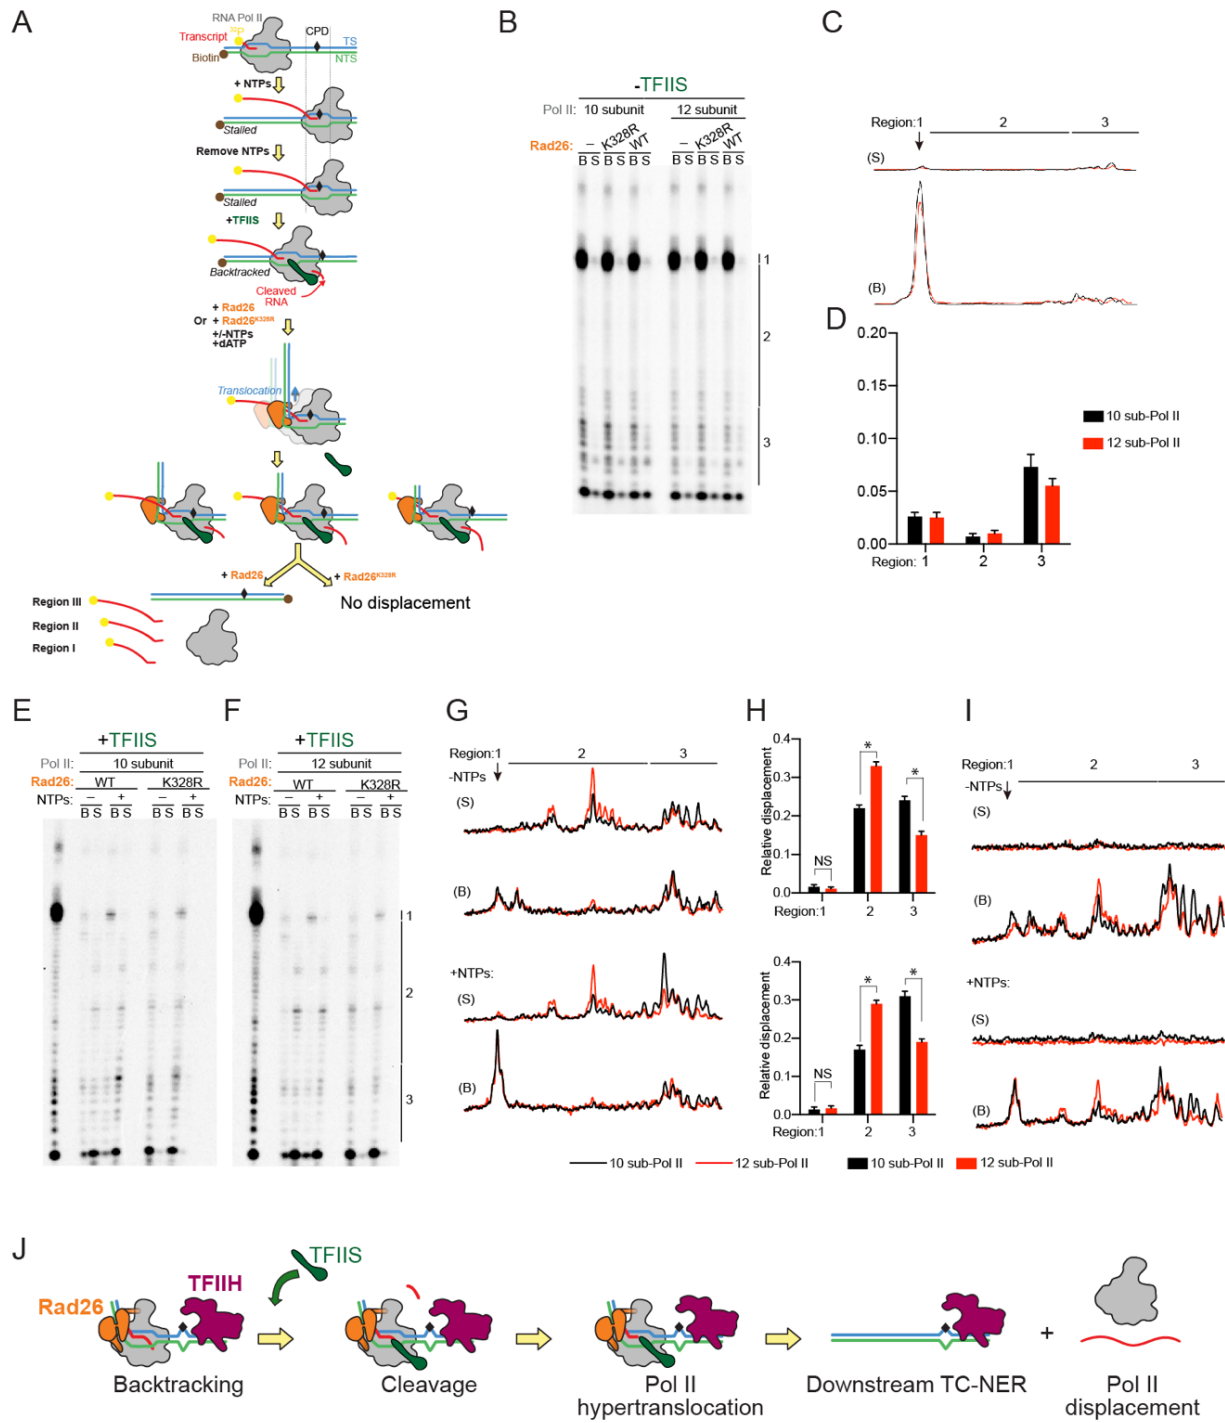 A
RNA Pol II
32P
Transcript
Biotin
CPD
TS
NTS
+ NTPs
Stalled
Remove NTPs
Stalled
+TFIIS
Backtracked
Cleaved
RNA
+ Rad26
Or + Rad26K328R
+/-NTPs
+dATP
Translocation
+ Rad26
+ Rad26K328R
No displacement
Region III
Region II
Region I
B
-TFIIS
Pol II: 10 subunit 12 subunit
Rad26: – K328R WT – K328R WT
B S B S B S B S B S B S
1
2
3
C
Region:1 2 3
(S)
(B)
D
0.20
0.15
0.10
0.05
0.00
Region: 1 2 3
10 sub-Pol II
12 sub-Pol II
E
+TFIIS
Pol II: 10 subunit
Rad26: WT K328R
NTPs: – + – +
B S B S B S B S
F
+TFIIS
Pol II: 12 subunit
Rad26: WT K328R
NTPs: – + – +
B S B S B S B S
1
2
3
G
Region:1 2 3
-NTPs
(S)
(B)
+NTPs:
(S)
(B)
H
Relative displacement
0.4
0.3
0.2
0.1
0.0
NS * *
Region:1 2 3
Relative displacement
0.4
0.3
0.2
0.1
0.0
NS * *
Region:1 2 3
I
Region:1 2 3
-NTPs
(S)
(B)
+NTPs:
(S)
(B)
10 sub-Pol II 12 sub-Pol II 10 sub-Pol II 12 sub-Pol II
J
Rad26
TFIIH
TFIIS
Backtracking
Cleavage
Pol II
hypertranslocation
Downstream TC-NER
+
Pol II
displacement